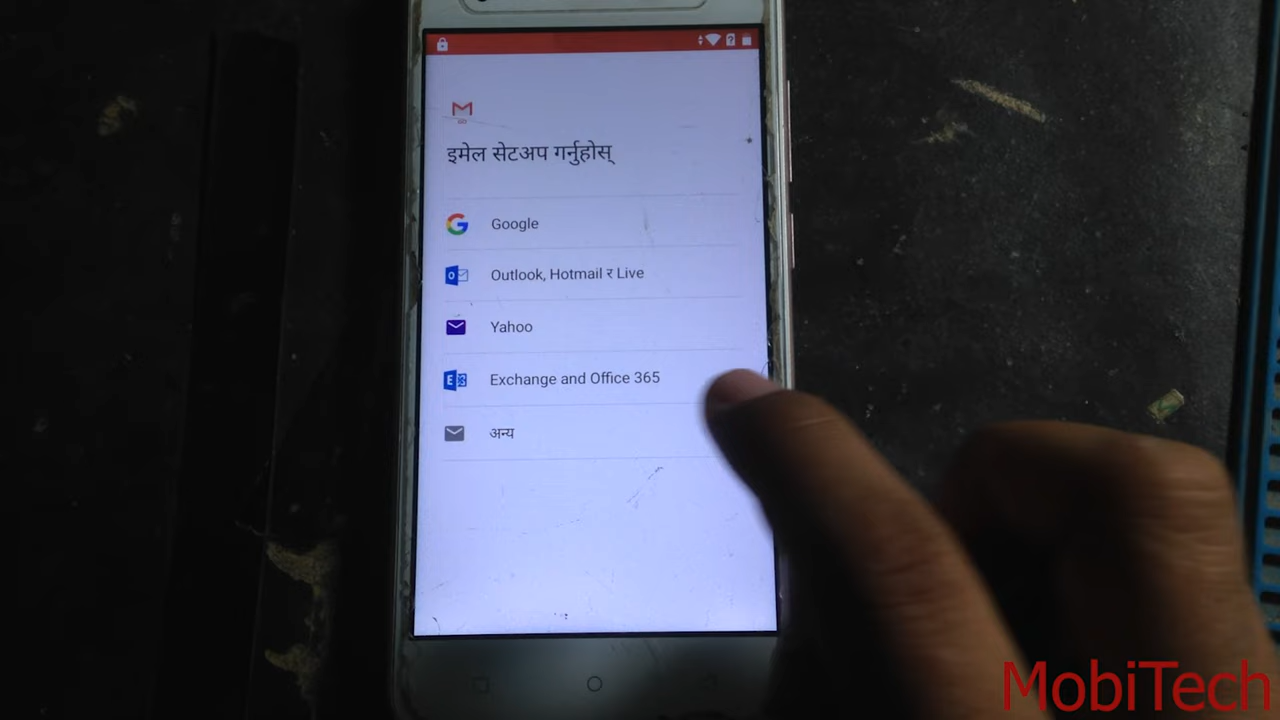 इमेल सेटअप गर्नुहोस्
Google
Outlook, Hotmail र Live
Yahoo
Exchange and Office 365
अन्य
MobiTech